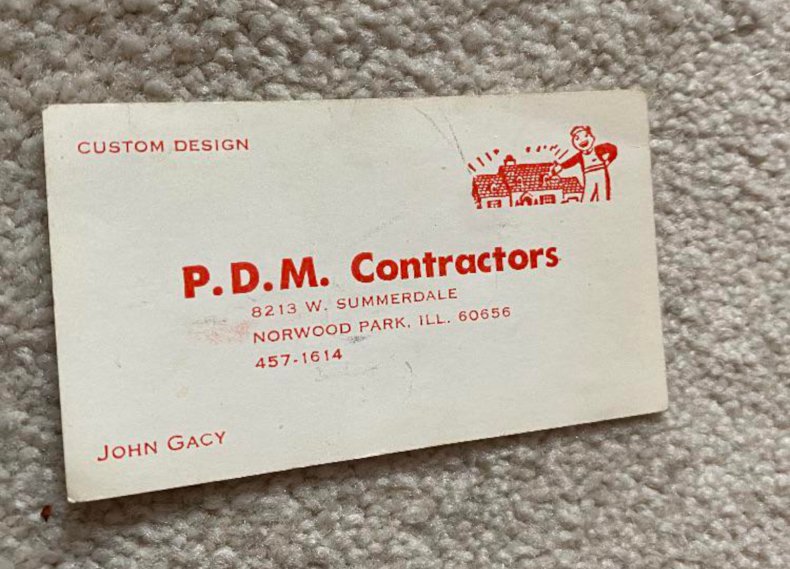 CUSTOM DESIGN
P.D.M. Contractors
8213 W. SUMMERDALE
NORWOOD PARK, ILL. 60656
457-1614
JOHN GACY